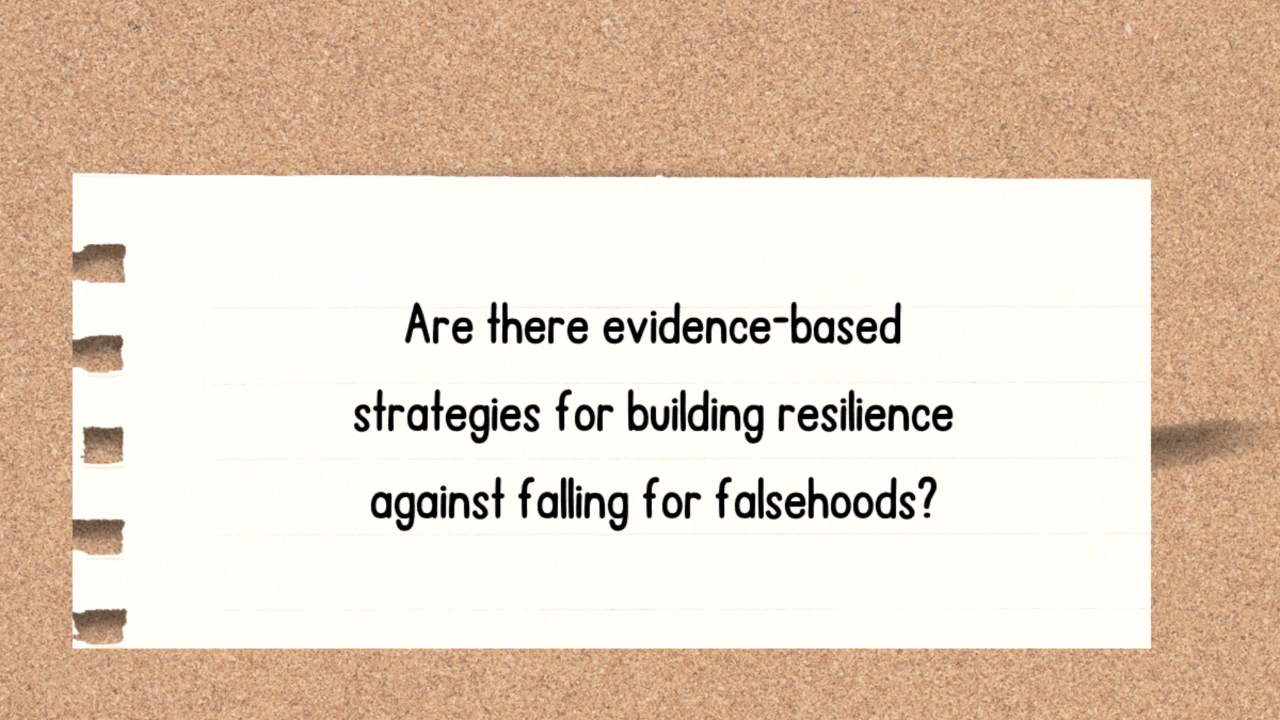 Are there evidence-based
strategies for building resilience
against falling for falsehoods?